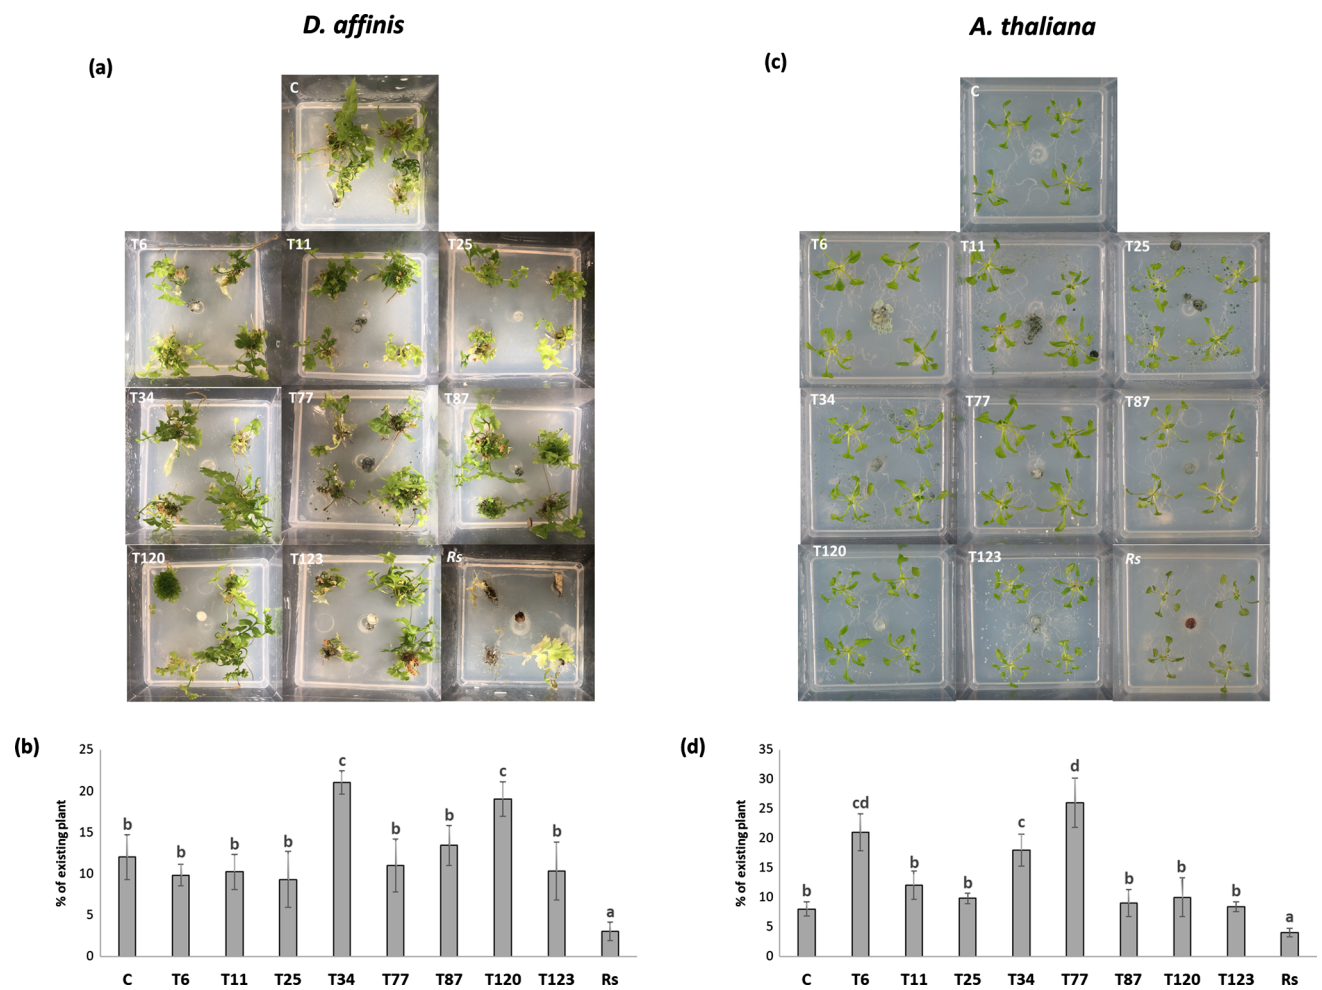 D. affinis
A. thaliana
(a)
(c)
C
T6 T11 T25
T34 T77 T87
T120 T123 Rs
C
T6 T11 T25
T34 T77 T87
T120 T123 Rs
(b)
% of existing plant
25
20
15
10
5
0
b b b b c b b c b a
C T6 T11 T25 T34 T77 T87 T120 T123 Rs
(d)
% of existing plant
35
30
25
20
15
10
5
0
b cd b b c d b b b a
C T6 T11 T25 T34 T77 T87 T120 T123 Rs